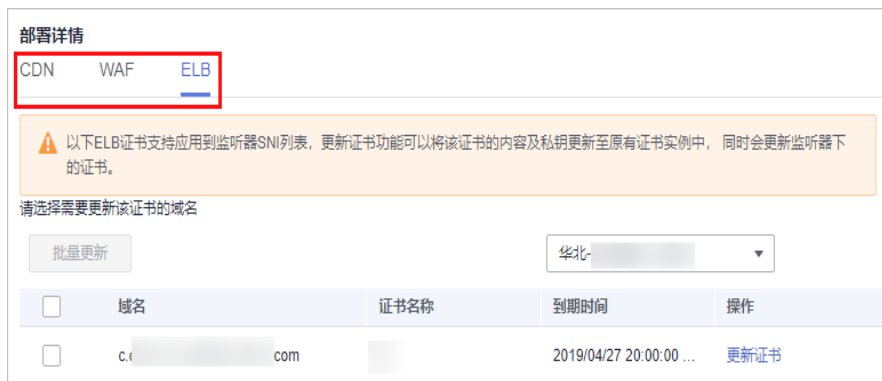 部署详情
CDN WAF ELB
以下ELB证书支持应用到监听器SNI列表，更新证书功能可以将该证书的内容及私钥更新至原有证书实例中， 同时会更新监听器下
的证书。
请选择需要更新该证书的域名
批量更新 华北-
域名 证书名称 到期时间 操作
c. com 2019/04/27 20:00:00 ... 更新证书